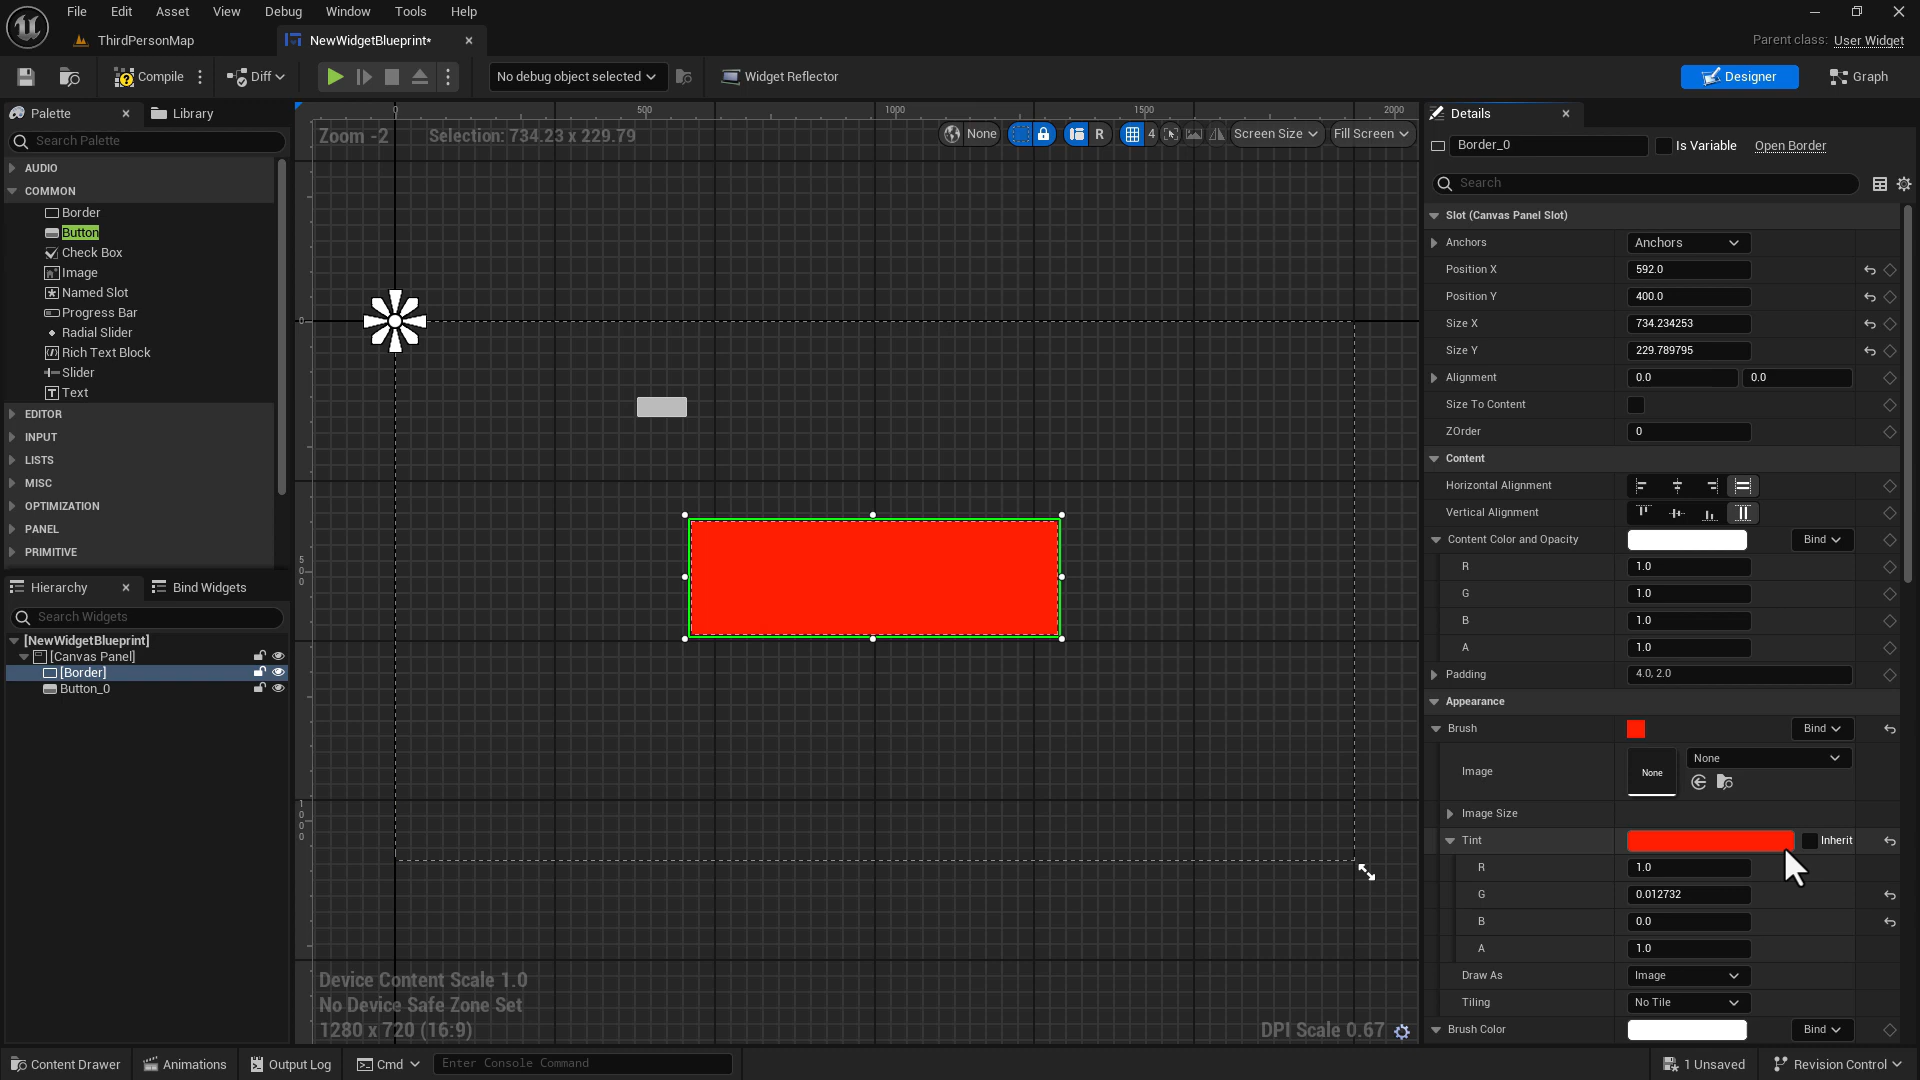 File Edit Asset View Debug Window Tools Help
ThirdPersonMap
NewWidgetBlueprint*
Parent class: User Widget
Compile
Diff
No debug object selected
Widget Reflector
Designer
Graph
Palette
Library
Search Palette
AUDIO
COMMON
Border
Button
Check Box
Image
Named Slot
Progress Bar
Radial Slider
Rich Text Block
Slider
Text
EDITOR
INPUT
LISTS
MISC
OPTIMIZATION
PANEL
PRIMITIVE
Hierarchy
Bind Widgets
Search Widgets
[NewWidgetBlueprint]
[Canvas Panel]
[Border]
Button_0
0 500 1000 1500 2000
Zoom -2
Selection: 734.23 x 229.79
None
R
4
Screen Size
Fill Screen
0
500
1000
Device Content Scale 1.0
No Device Safe Zone Set
1280 x 720 (16:9)
DPI Scale 0.67
Details
Border_0
Is Variable
Open Border
Search
Slot (Canvas Panel Slot)
Anchors Anchors
Position X 592.0
Position Y 400.0
Size X 734.234253
Size Y 229.789795
Alignment 0.0 0.0
Size To Content
ZOrder 0
Content
Horizontal Alignment
Vertical Alignment
Content Color and Opacity Bind
R 1.0
G 1.0
B 1.0
A 1.0
Padding 4.0, 2.0
Appearance
Brush Bind
Image None None
Image Size
Tint Inherit
R 1.0
G 0.012732
B 0.0
A 1.0
Draw As Image
Tiling No Tile
Brush Color Bind
Content Drawer
Animations
Output Log
Cmd
Enter Console Command
1 Unsaved
Revision Control